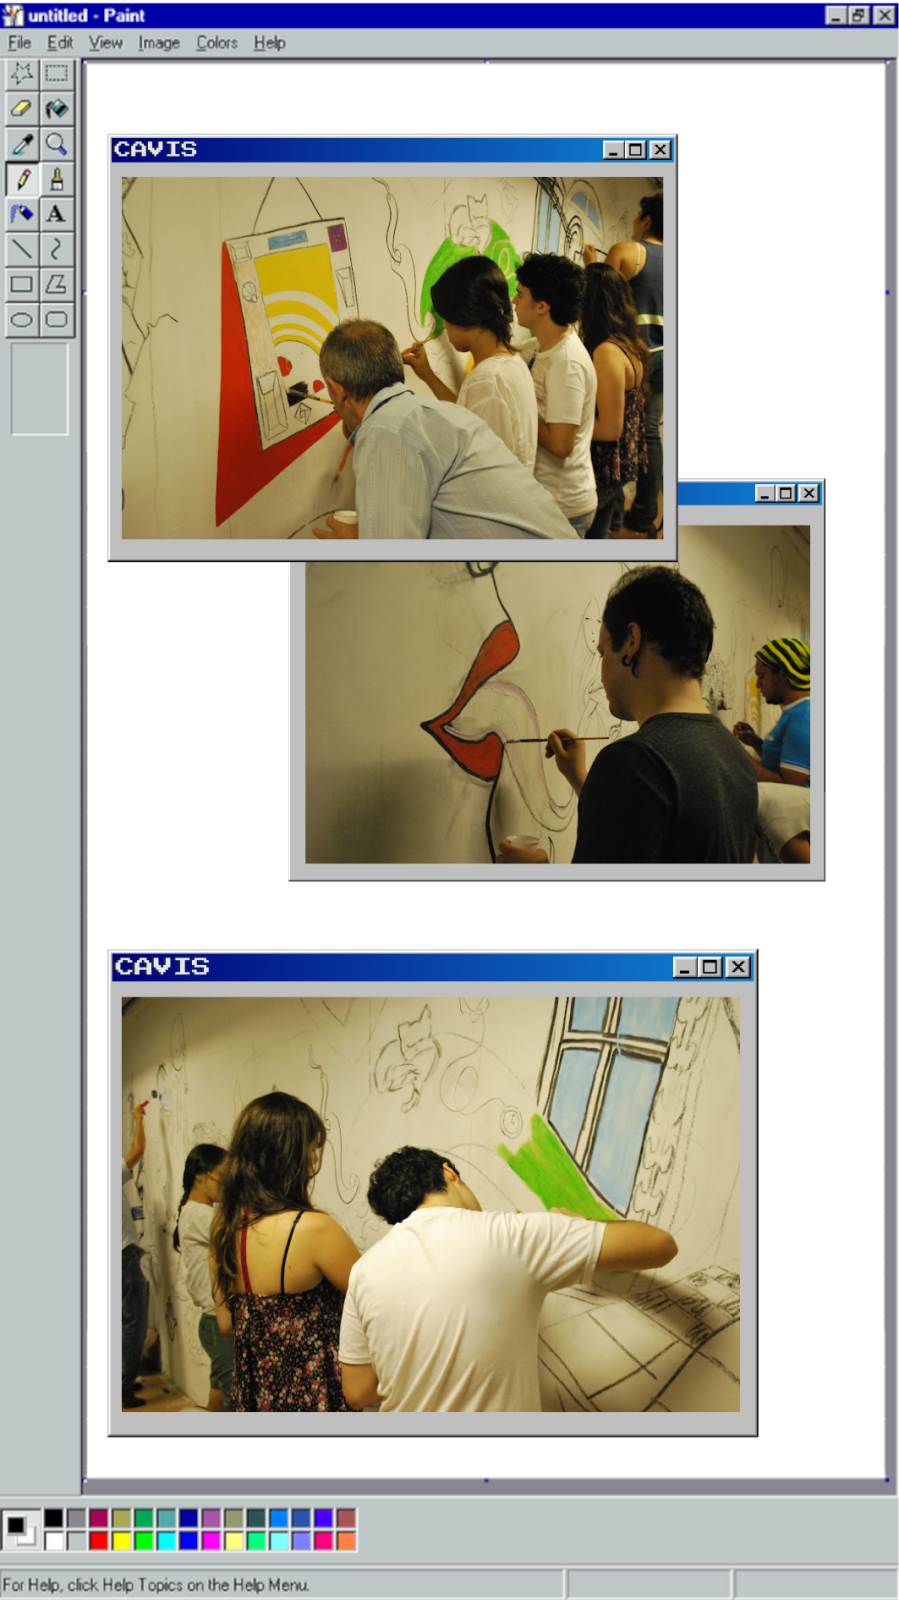 untitled - Paint
File Edit View Image Colors Help
A
CAVIS
CAVIS
For Help, click Help Topics on the Help Menu.